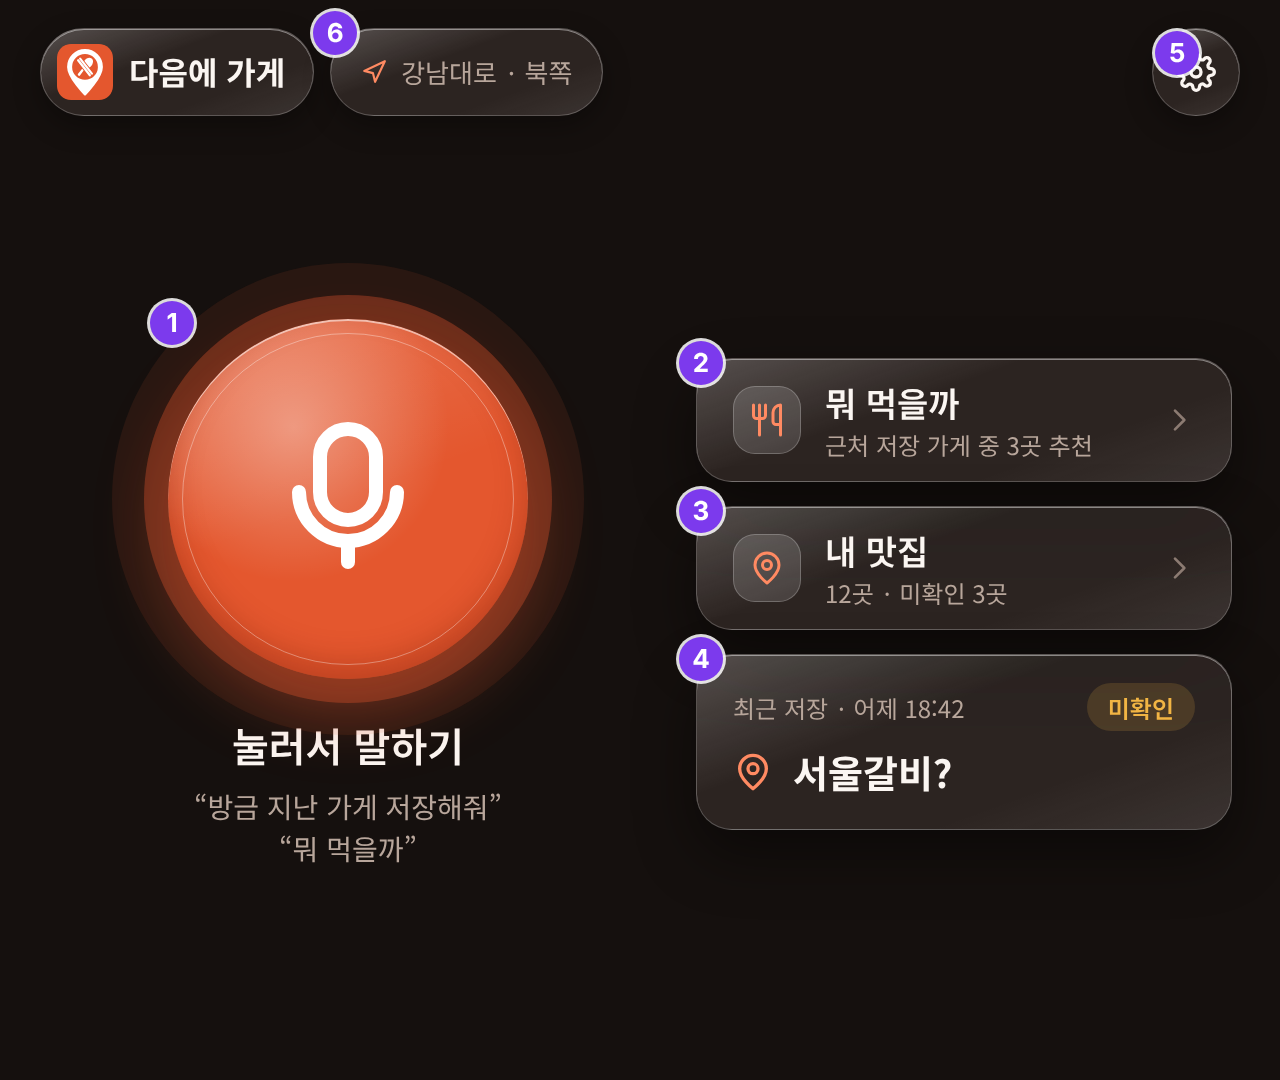 다음에 가게
6
강남대로 · 북쪽
5
1
눌러서 말하기
“방금 지난 가게 저장해줘”
“뭐 먹을까”
2
뭐 먹을까
근처 저장 가게 중 3곳 추천
3
내 맛집
12곳 · 미확인 3곳
4
최근 저장 · 어제 18:42
미확인
서울갈비?